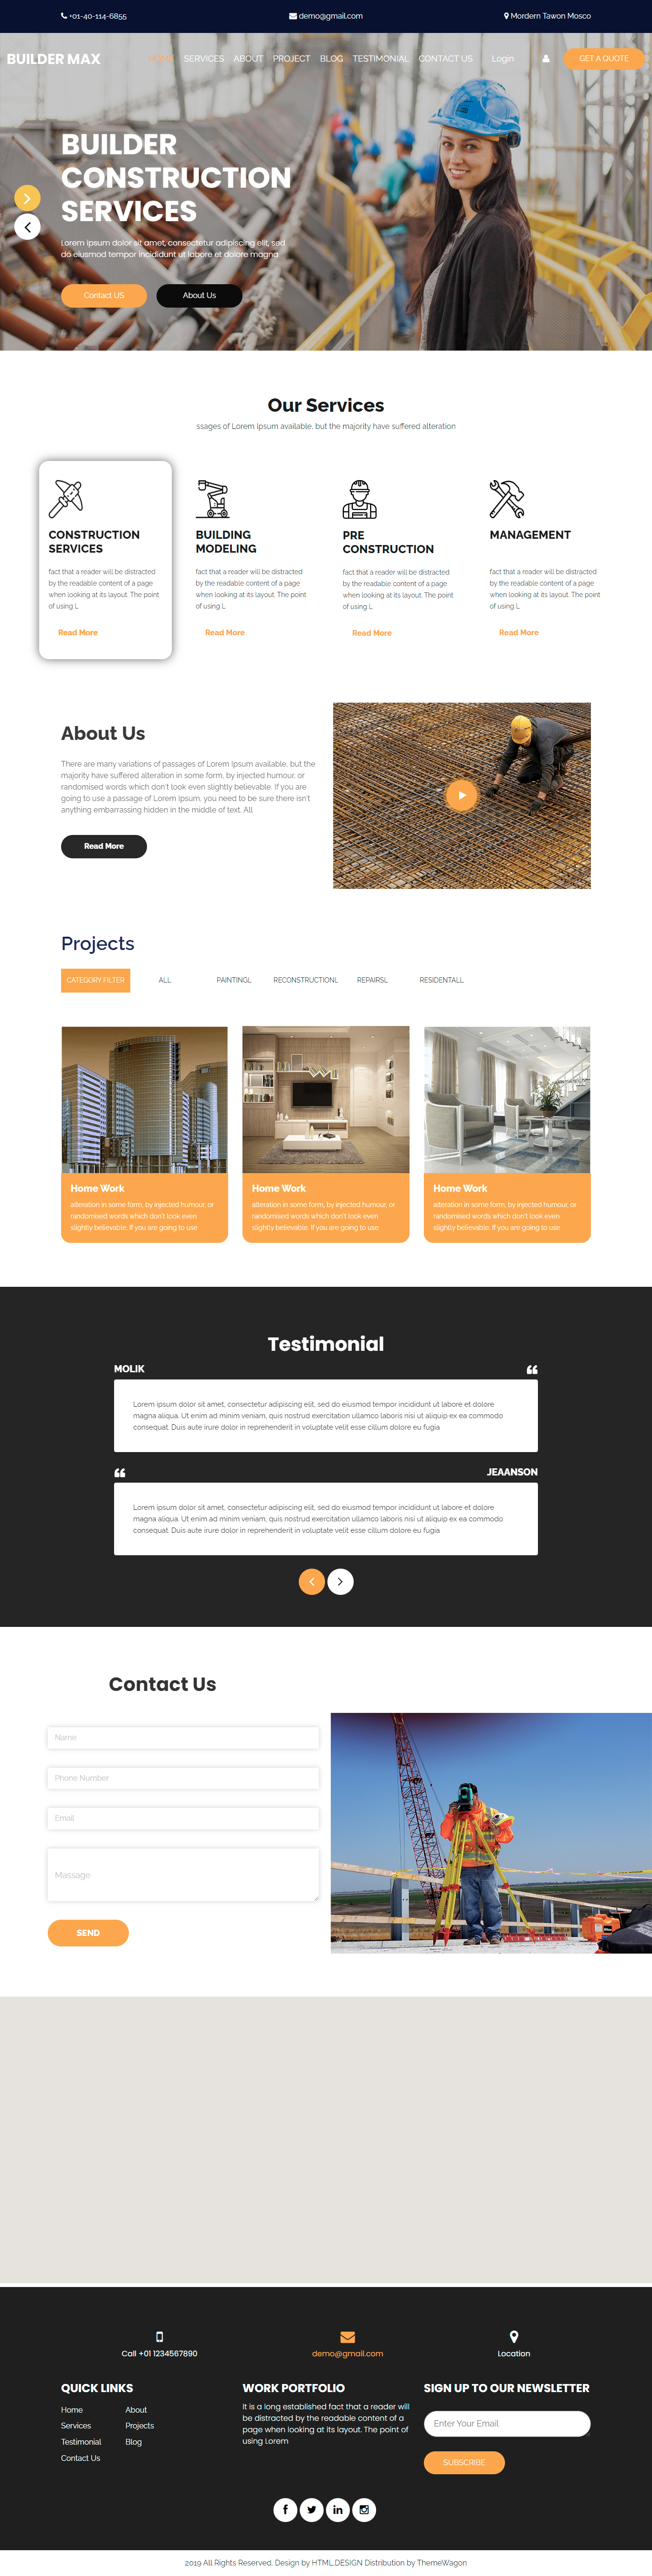 +01-40-114-6855
demo@gmail.com
Mordern Tawon Mosco
BUILDER MAX
HOME SERVICES ABOUT PROJECT BLOG TESTIMONIAL CONTACT US Login
GET A QUOTE
BUILDER
CONSTRUCTION
SERVICES
Lorem ipsum dolor sit amet, consectetur adipiscing elit, sed
do eiusmod tempor incididunt ut labore et dolore magna
Contact US
About Us
Our Services
ssages of Lorem Ipsum available, but the majority have suffered alteration
CONSTRUCTION
SERVICES
fact that a reader will be distracted
by the readable content of a page
when looking at its layout. The point
of using L
Read More
BUILDING
MODELING
fact that a reader will be distracted
by the readable content of a page
when looking at its layout. The point
of using L
Read More
PRE
CONSTRUCTION
fact that a reader will be distracted
by the readable content of a page
when looking at its layout. The point
of using L
Read More
MANAGEMENT
fact that a reader will be distracted
by the readable content of a page
when looking at its layout. The point
of using L
Read More
About Us
There are many variations of passages of Lorem Ipsum available, but the
majority have suffered alteration in some form, by injected humour, or
randomised words which don't look even slightly believable. If you are
going to use a passage of Lorem Ipsum, you need to be sure there isn't
anything embarrassing hidden in the middle of text. All
Read More
Projects
CATEGORY FILTER
ALL
PAINTINGL
RECONSTRUCTIONL
REPAIRSL
RESIDENTALL
Home Work
alteration in some form, by injected humour, or
randomised words which don't look even
slightly believable. If you are going to use
Home Work
alteration in some form, by injected humour, or
randomised words which don't look even
slightly believable. If you are going to use
Home Work
alteration in some form, by injected humour, or
randomised words which don't look even
slightly believable. If you are going to use
Testimonial
MOLIK
Lorem ipsum dolor sit amet, consectetur adipiscing elit, sed do eiusmod tempor incididunt ut labore et dolore
magna aliqua. Ut enim ad minim veniam, quis nostrud exercitation ullamco laboris nisi ut aliquip ex ea commodo
consequat. Duis aute irure dolor in reprehenderit in voluptate velit esse cillum dolore eu fugia
JEAANSON
Lorem ipsum dolor sit amet, consectetur adipiscing elit, sed do eiusmod tempor incididunt ut labore et dolore
magna aliqua. Ut enim ad minim veniam, quis nostrud exercitation ullamco laboris nisi ut aliquip ex ea commodo
consequat. Duis aute irure dolor in reprehenderit in voluptate velit esse cillum dolore eu fugia
Contact Us
Name
Phone Number
Email
Massage
SEND
Call +01 1234567890
demo@gmail.com
Location
QUICK LINKS
Home
About
Services
Projects
Testimonial
Blog
Contact Us
WORK PORTFOLIO
It is a long established fact that a reader will
be distracted by the readable content of a
page when looking at its layout. The point of
using Lorem
SIGN UP TO OUR NEWSLETTER
Enter Your Email
SUBSCRIBE
2019 All Rights Reserved. Design by HTML.DESIGN Distribution by ThemeWagon